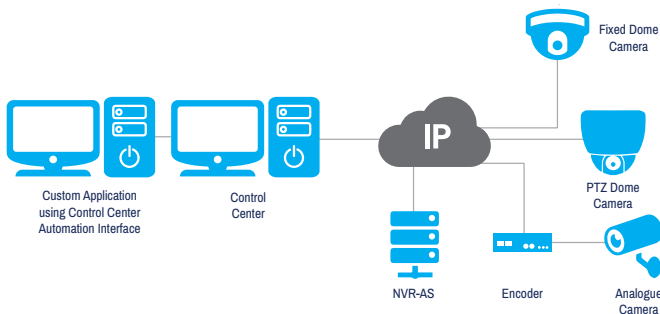 Fixed Dome
Camera
IP
PTZ Dome
Camera
Custom Application
using Control Center
Automation Interface
Control
Center
NVR-AS
Encoder
Analogue
Camera